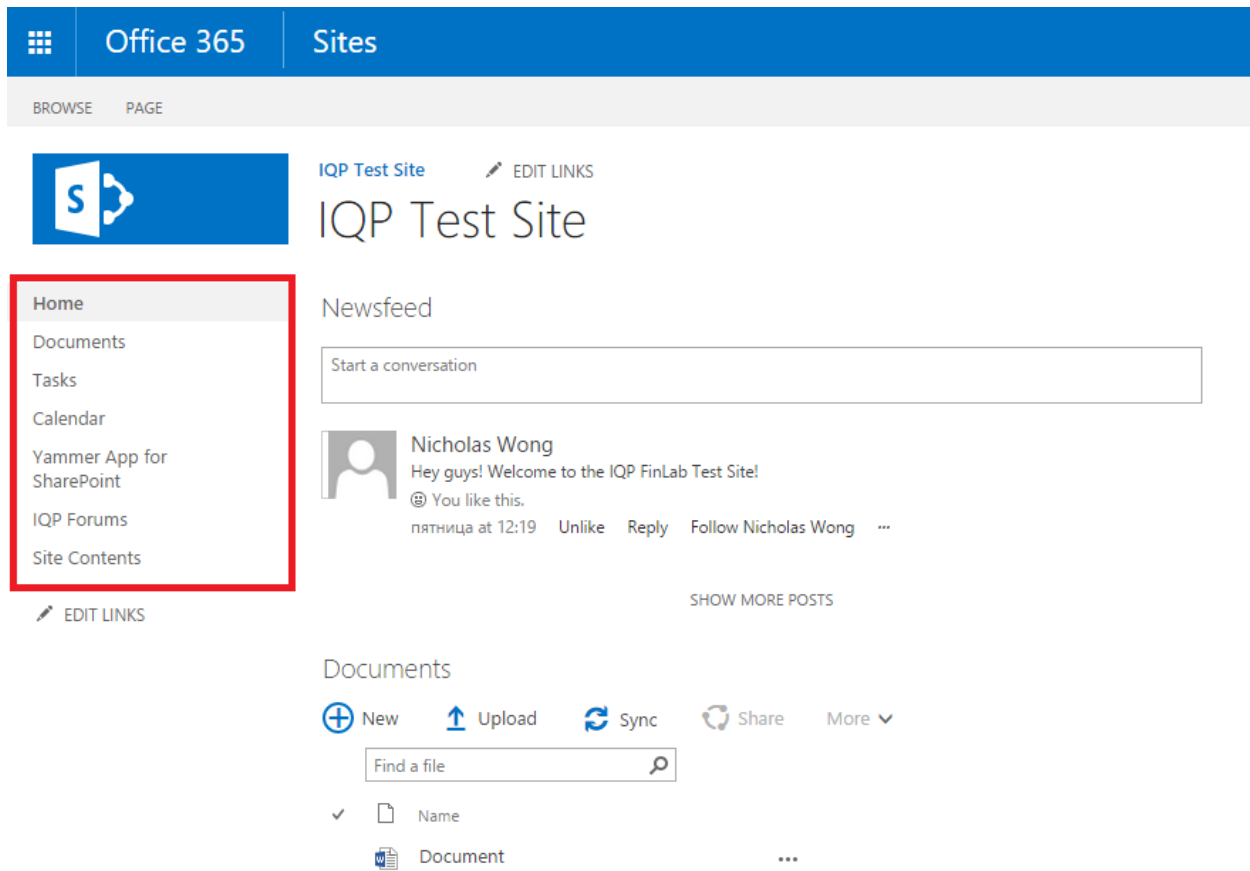 Office 365
Sites
BROWSE
PAGE
S
IQP Test Site
EDIT LINKS
IQP Test Site
Home
Documents
Tasks
Calendar
Yammer App for
SharePoint
IQP Forums
Site Contents
EDIT LINKS
Newsfeed
Start a conversation
Nicholas Wong
Hey guys! Welcome to the IQP FinLab Test Site!
You like this.
пятница at 12:19 Unlike Reply Follow Nicholas Wong ...
SHOW MORE POSTS
Documents
New Upload Sync Share More
Find a file
Name
Document ...